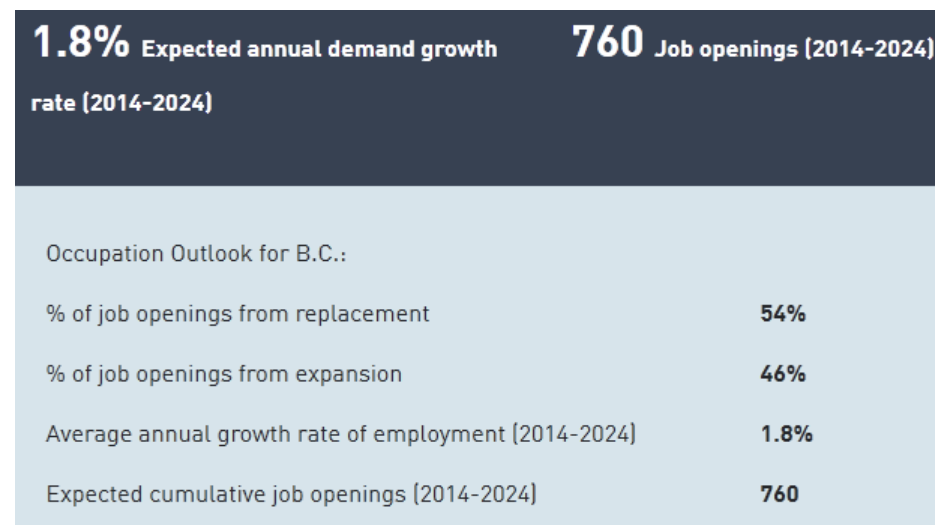 1.8% Expected annual demand growth
rate (2014-2024)
760 Job openings (2014-2024)
Occupation Outlook for B.C.:
% of job openings from replacement 54%
% of job openings from expansion 46%
Average annual growth rate of employment (2014-2024) 1.8%
Expected cumulative job openings (2014-2024) 760